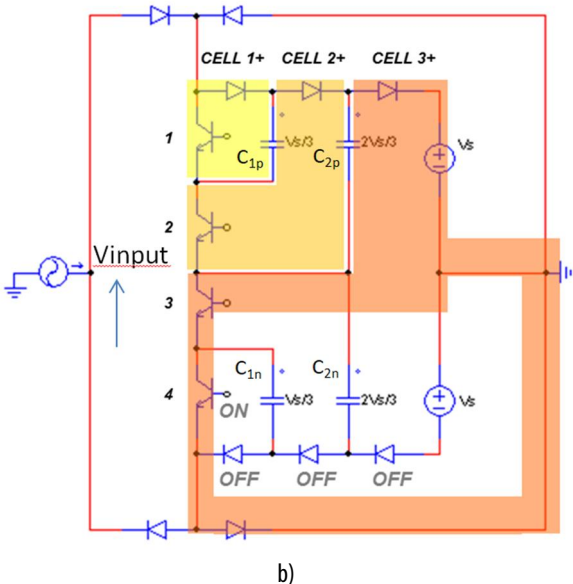 CELL 1+ CELL 2+ CELL 3+
1
C1p Vs/3 C2p 2Vs/3 Vs
2
Vinput
3
C1n C2n
4 ON Vs/3 2Vs/3 Vs
OFF OFF OFF
b)